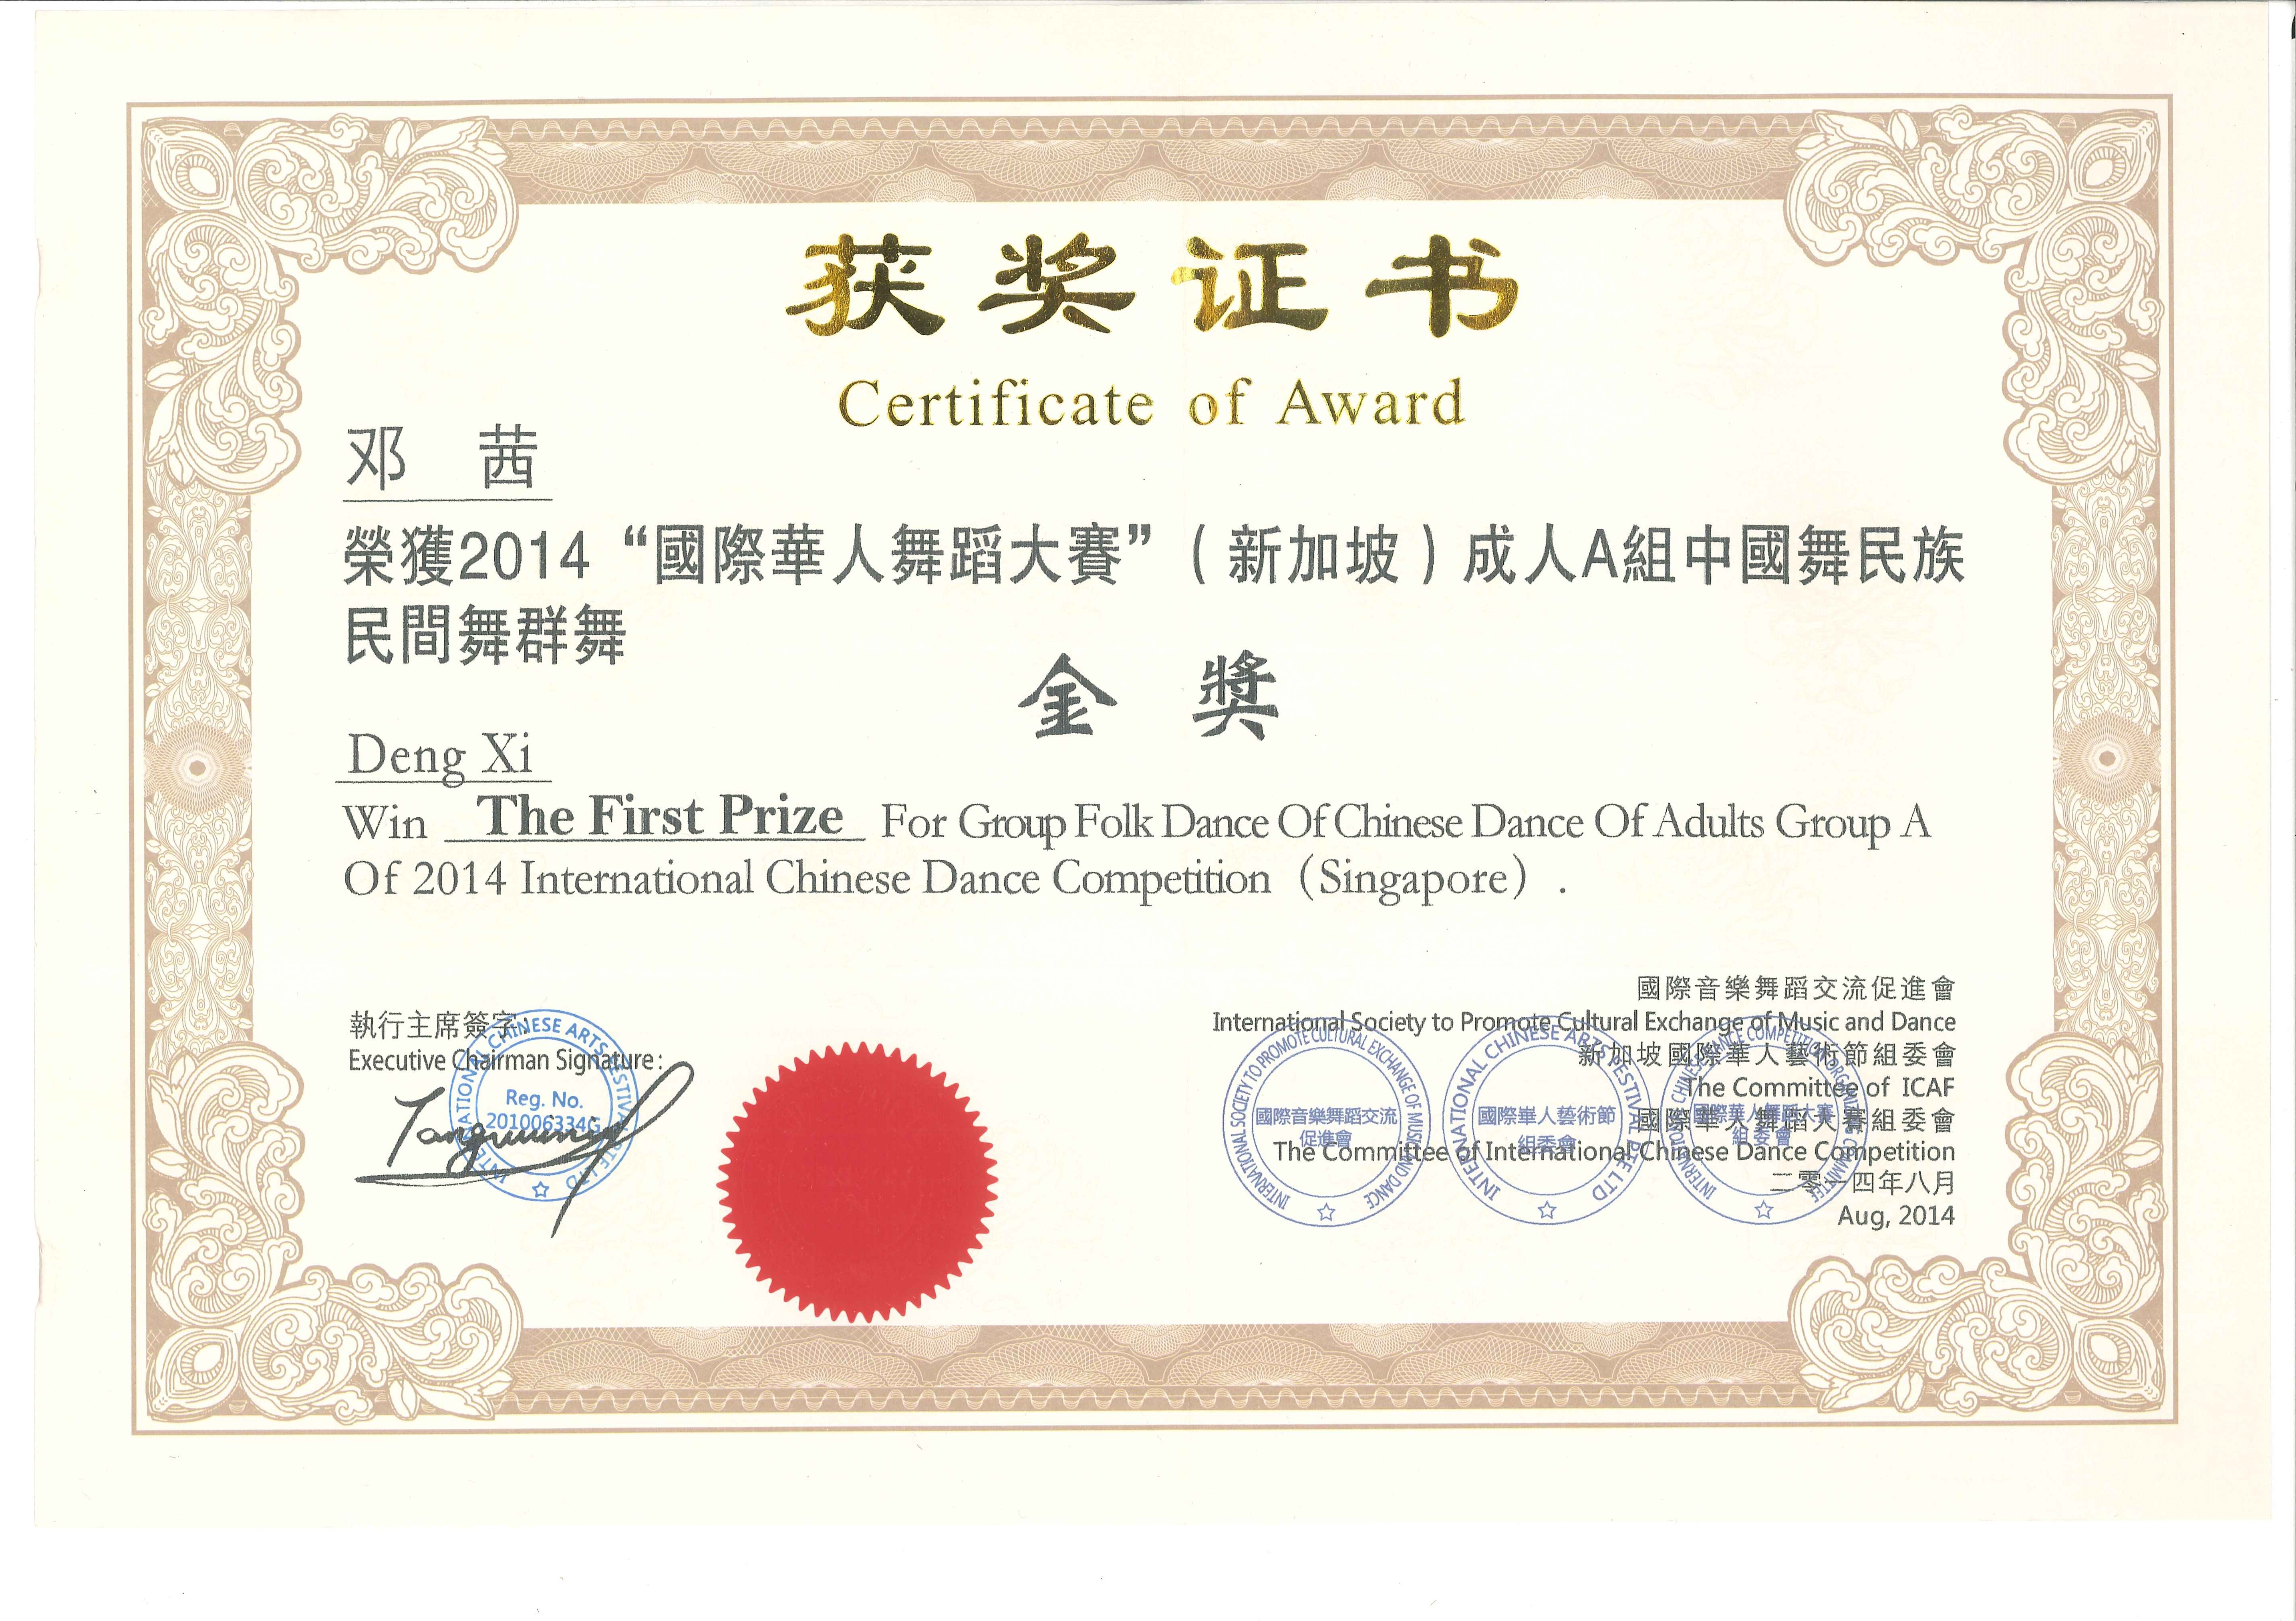 获奖证书
Certificate of Award
邓 茜
榮獲2014“國際華人舞蹈大賽”(新加坡)成人A組中國舞民族
民間舞群舞
金 獎
Deng Xi
Win The First Prize For Group Folk Dance Of Chinese Dance Of Adults Group A
Of 2014 International Chinese Dance Competition (Singapore) .
執行主席簽字:
Executive Chairman Signature:
INTERNATIONAL CHINESE ARTS FESTIVAL PTE LTD
Reg. No.
201006334G
國際音樂舞蹈交流促進會
International Society to Promote Cultural Exchange of Music and Dance
新加坡國際華人藝術節組委會
The Committee of ICAF
國際華人舞蹈大賽組委會
The Committee of International Chinese Dance Competition
二零一四年八月
Aug, 2014
INTERNATIONAL SOCIETY TO PROMOTE CULTURAL EXCHANGE OF MUSIC AND DANCE
國際音樂舞蹈交流
促進會
INTERNATIONAL CHINESE ARTS FESTIVAL PTE LTD
國際華人藝術節
組委會
INTERNATIONAL CHINESE DANCE COMPETITION ORGANIZING COMMITTEE
國際華人舞蹈大賽
組委會